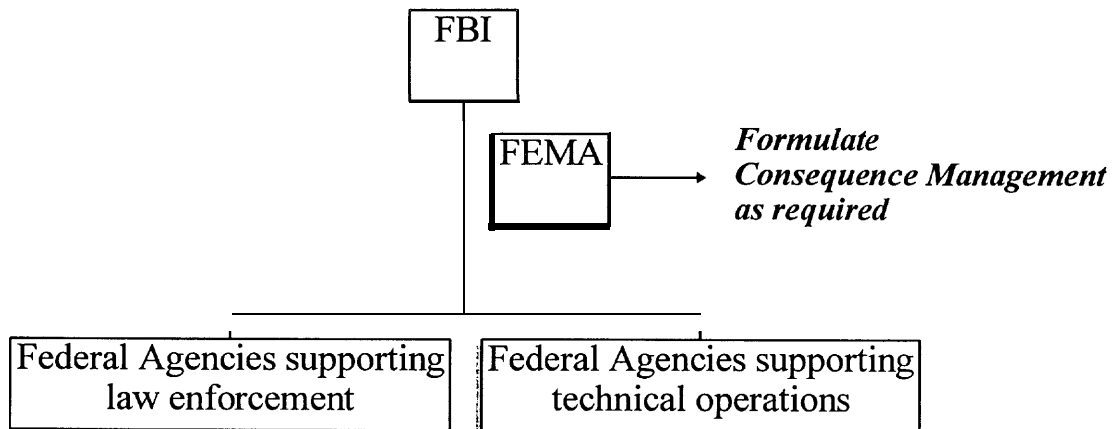 FBI
FEMA
Formulate
Consequence Management
as required
Federal Agencies supporting
law enforcement
Federal Agencies supporting
technical operations